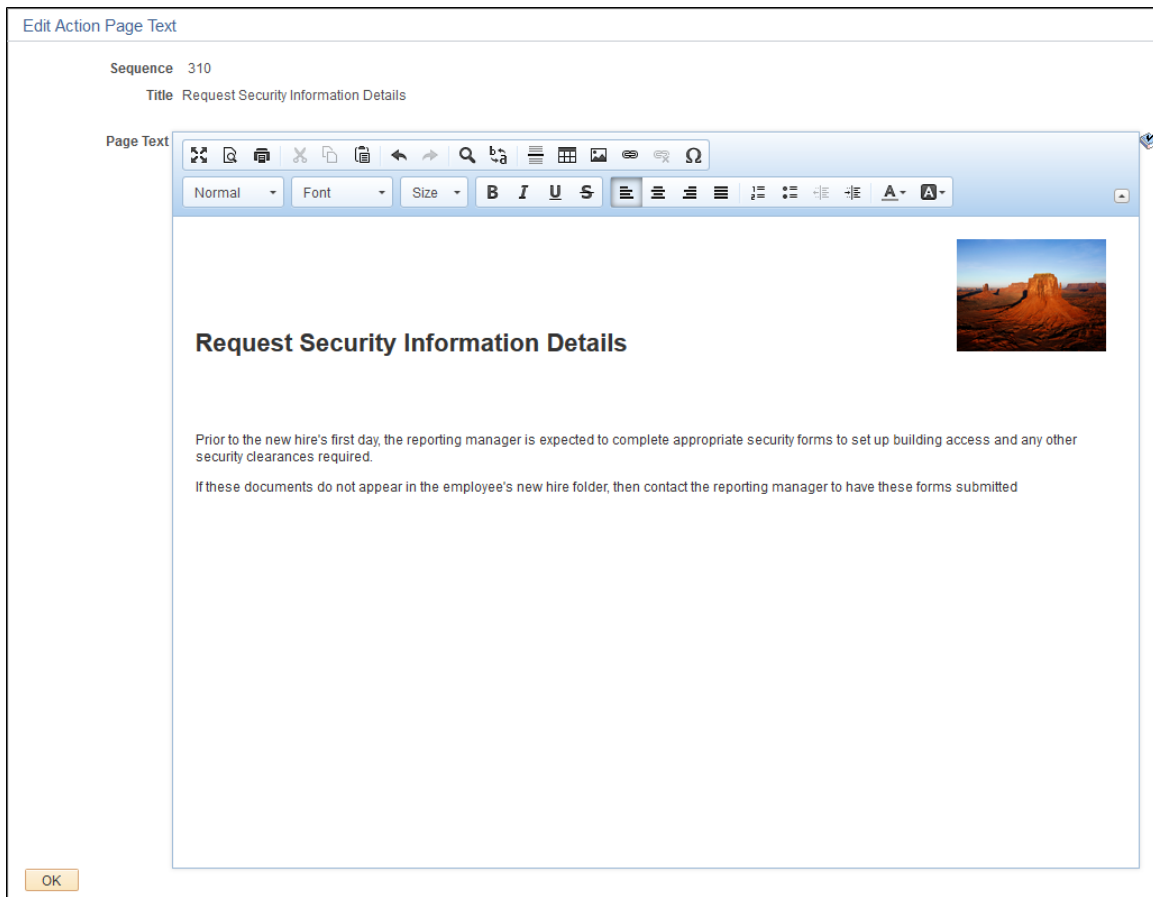 Edit Action Page Text
Sequence 310
Title Request Security Information Details
Page Text
Normal Font Size B I U S A A
Request Security Information Details
Prior to the new hire's first day, the reporting manager is expected to complete appropriate security forms to set up building access and any other
security clearances required.
If these documents do not appear in the employee's new hire folder, then contact the reporting manager to have these forms submitted
OK